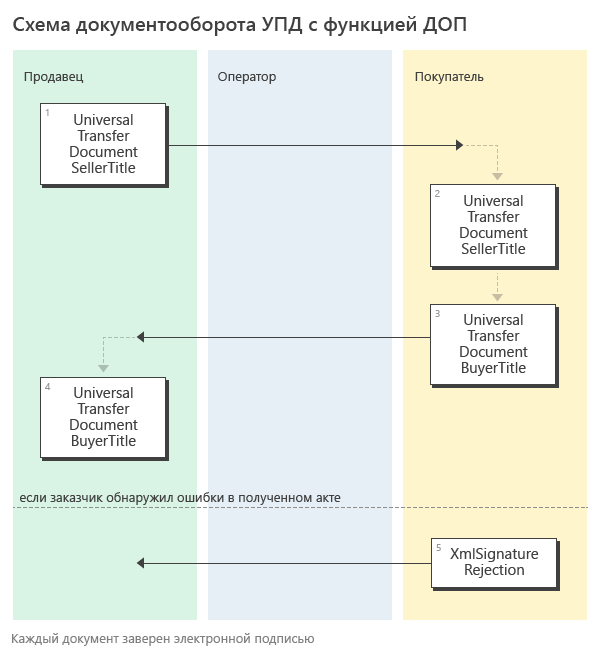 Схема документооборота УПД с функцией ДОП
Продавец
Оператор
Покупатель
1
Universal
Transfer
Document
SellerTitle
2
Universal
Transfer
Document
SellerTitle
3
Universal
Transfer
Document
BuyerTitle
4
Universal
Transfer
Document
BuyerTitle
если заказчик обнаружил ошибки в полученном акте
5
XmlSignature
Rejection
Каждый документ заверен электронной подписью